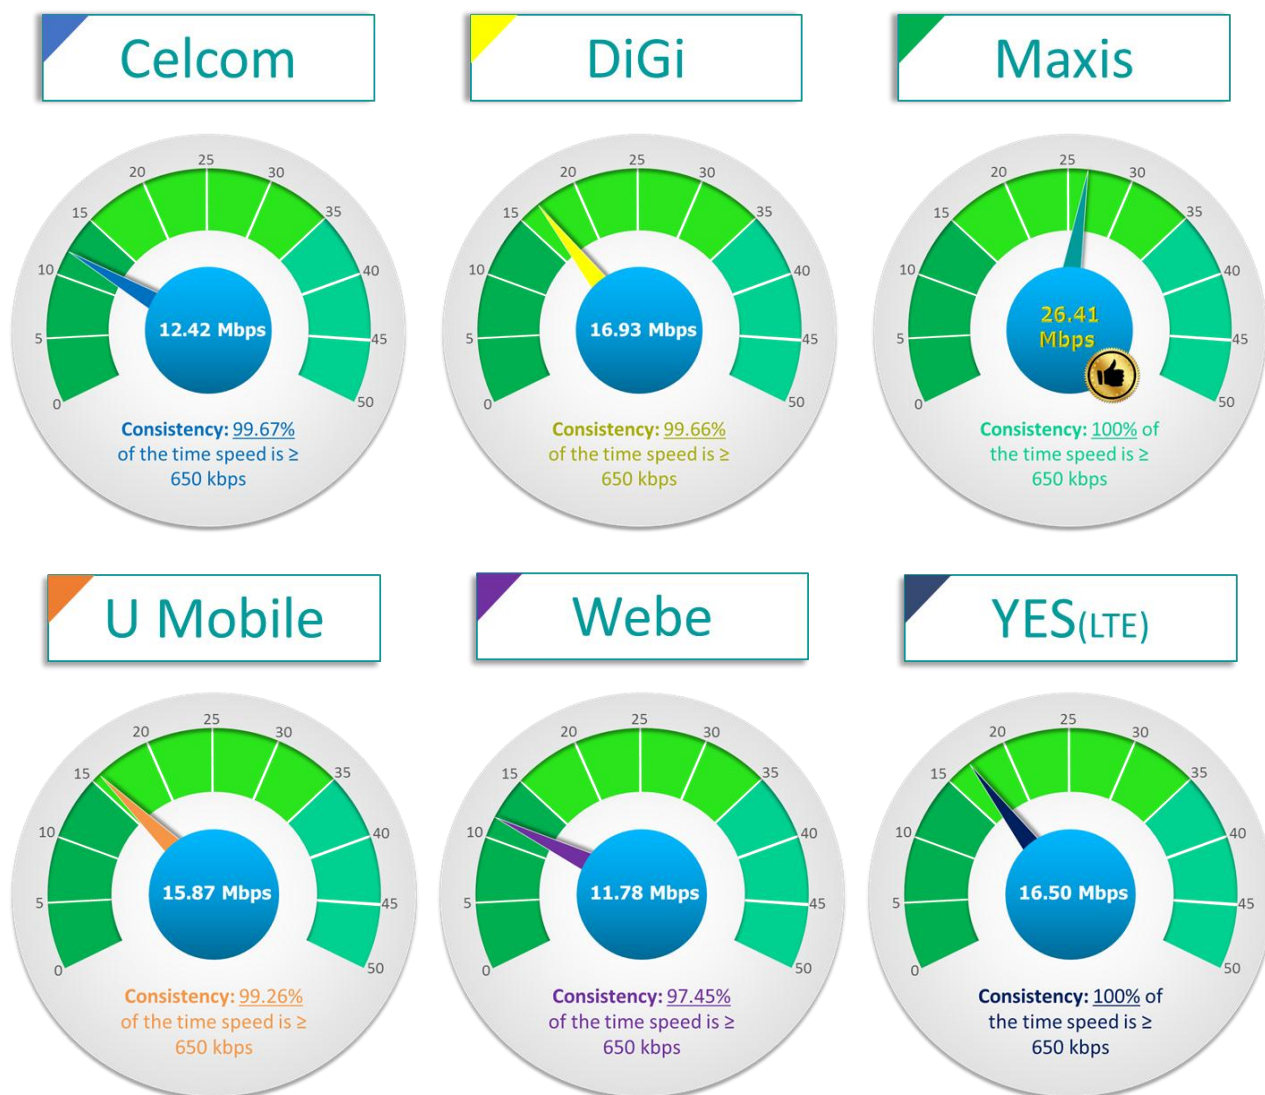 Celcom
DiGi
Maxis
0
5
10
15
20
25
30
35
40
45
50
12.42 Mbps
Consistency: 99.67%
of the time speed is ≥
650 kbps
0
5
10
15
20
25
30
35
40
45
50
16.93 Mbps
Consistency: 99.66%
of the time speed is ≥
650 kbps
0
5
10
15
20
25
30
35
40
45
50
26.41
Mbps
Consistency: 100% of
the time speed is ≥
650 kbps
U Mobile
Webe
YES(LTE)
0
5
10
15
20
25
30
35
40
45
50
15.87 Mbps
Consistency: 99.26%
of the time speed is ≥
650 kbps
0
5
10
15
20
25
30
35
40
45
50
11.78 Mbps
Consistency: 97.45%
of the time speed is ≥
650 kbps
0
5
10
15
20
25
30
35
40
45
50
16.50 Mbps
Consistency: 100% of
the time speed is ≥
650 kbps